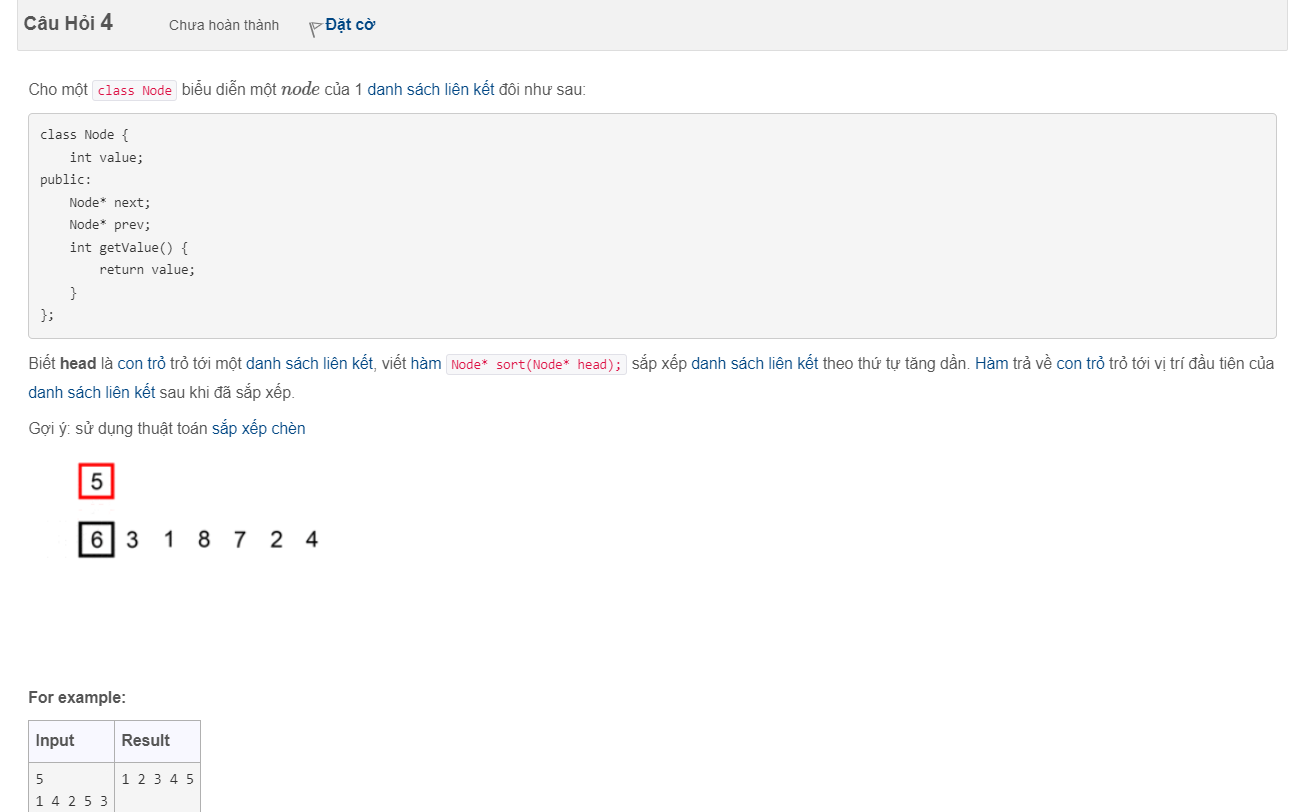 Câu Hỏi 4 Chưa hoàn thành Đặt cờ
Cho một class Node biểu diễn một node của 1 danh sách liên kết đôi như sau:
class Node {
    int value;
public:
    Node* next;
    Node* prev;
    int getValue() {
        return value;
    }
};
Biết head là con trỏ trỏ tới một danh sách liên kết, viết hàm Node* sort(Node* head); sắp xếp danh sách liên kết theo thứ tự tăng dần. Hàm trả về con trỏ trỏ tới vị trí đầu tiên của
danh sách liên kết sau khi đã sắp xếp.
Gợi ý: sử dụng thuật toán sắp xếp chèn
5
6 3 1 8 7 2 4
For example:
Input Result
5 1 2 3 4 5
1 4 2 5 3